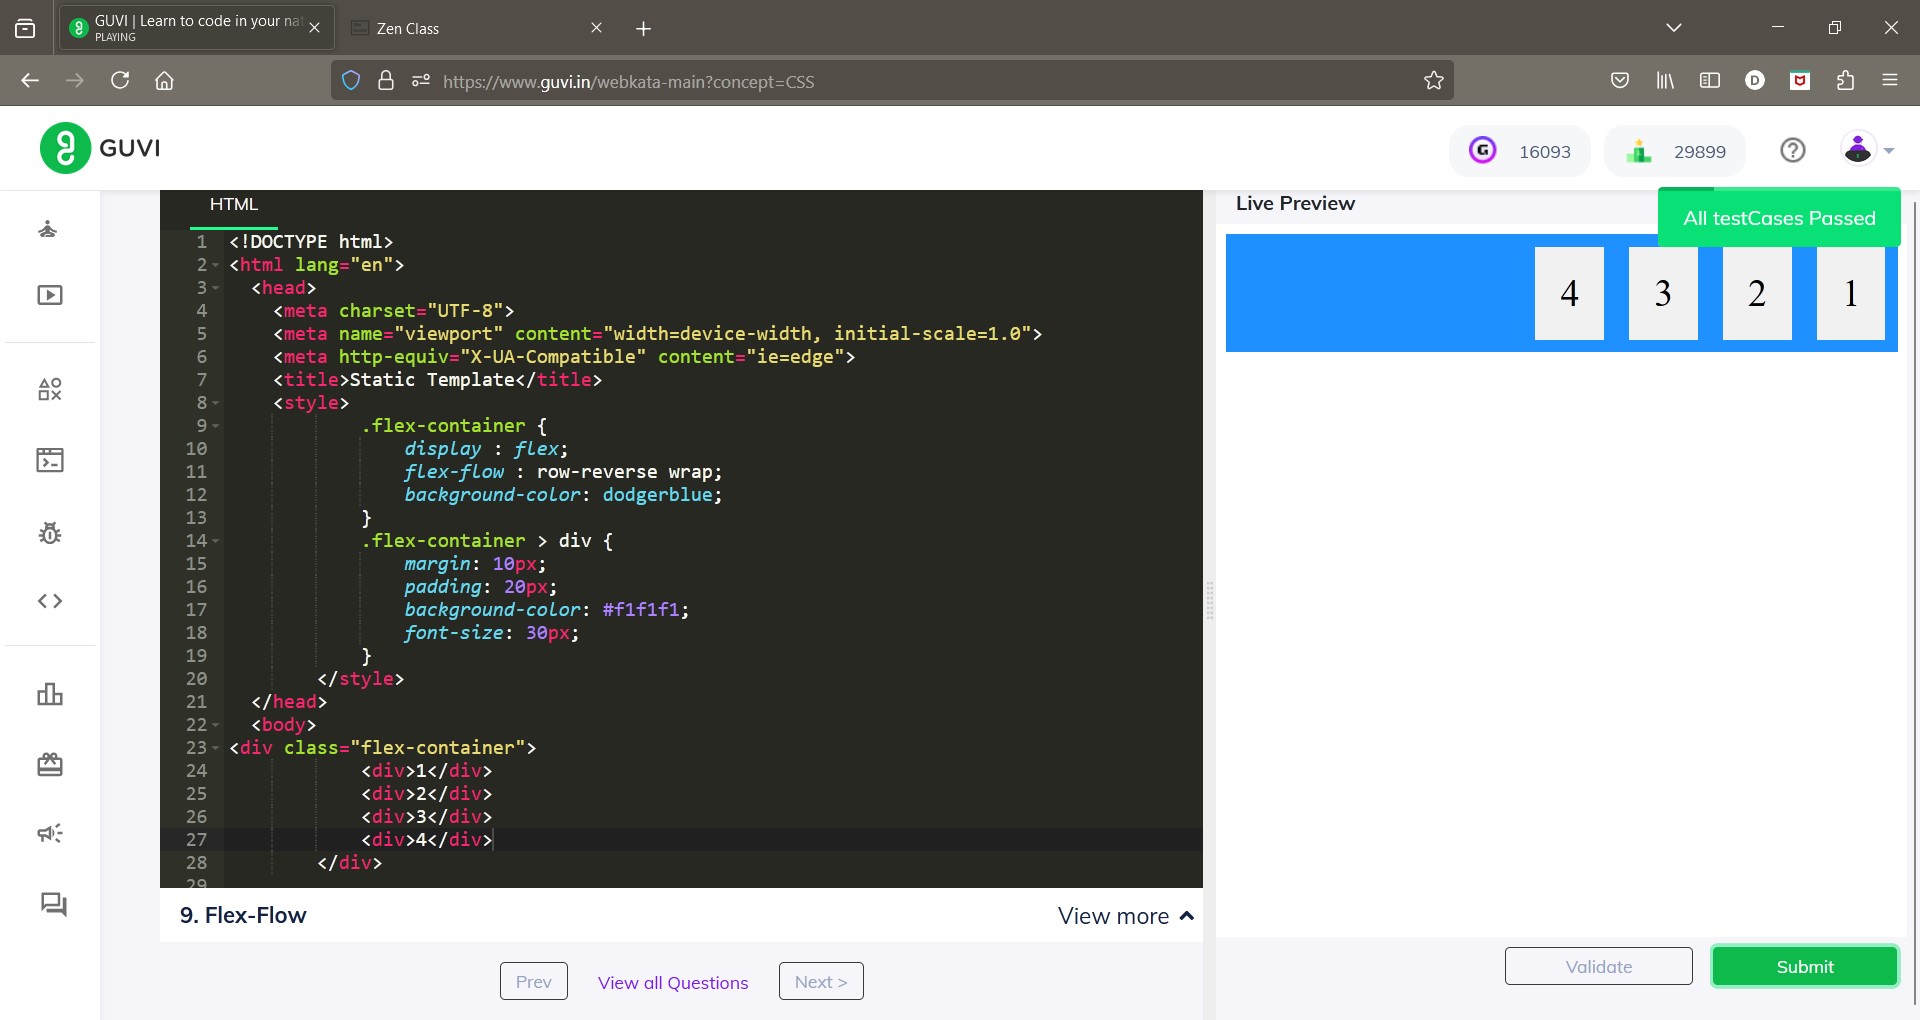 GUVI | Learn to code in your nat
PLAYING
Zen Class
https://www.guvi.in/webkata-main?concept=CSS
GUVI
16093
29899
HTML
Live Preview
All testCases Passed
1 <!DOCTYPE html>
2 <html lang="en">
3 <head>
4 <meta charset="UTF-8">
5 <meta name="viewport" content="width=device-width, initial-scale=1.0">
6 <meta http-equiv="X-UA-Compatible" content="ie=edge">
7 <title>Static Template</title>
8 <style>
9 .flex-container {
10 display : flex;
11 flex-flow : row-reverse wrap;
12 background-color: dodgerblue;
13 }
14 .flex-container > div {
15 margin: 10px;
16 padding: 20px;
17 background-color: #f1f1f1;
18 font-size: 30px;
19 }
20 </style>
21 </head>
22 <body>
23 <div class="flex-container">
24 <div>1</div>
25 <div>2</div>
26 <div>3</div>
27 <div>4</div>
28 </div>
29
4 3 2 1
9. Flex-Flow
View more
Prev
View all Questions
Next >
Validate
Submit